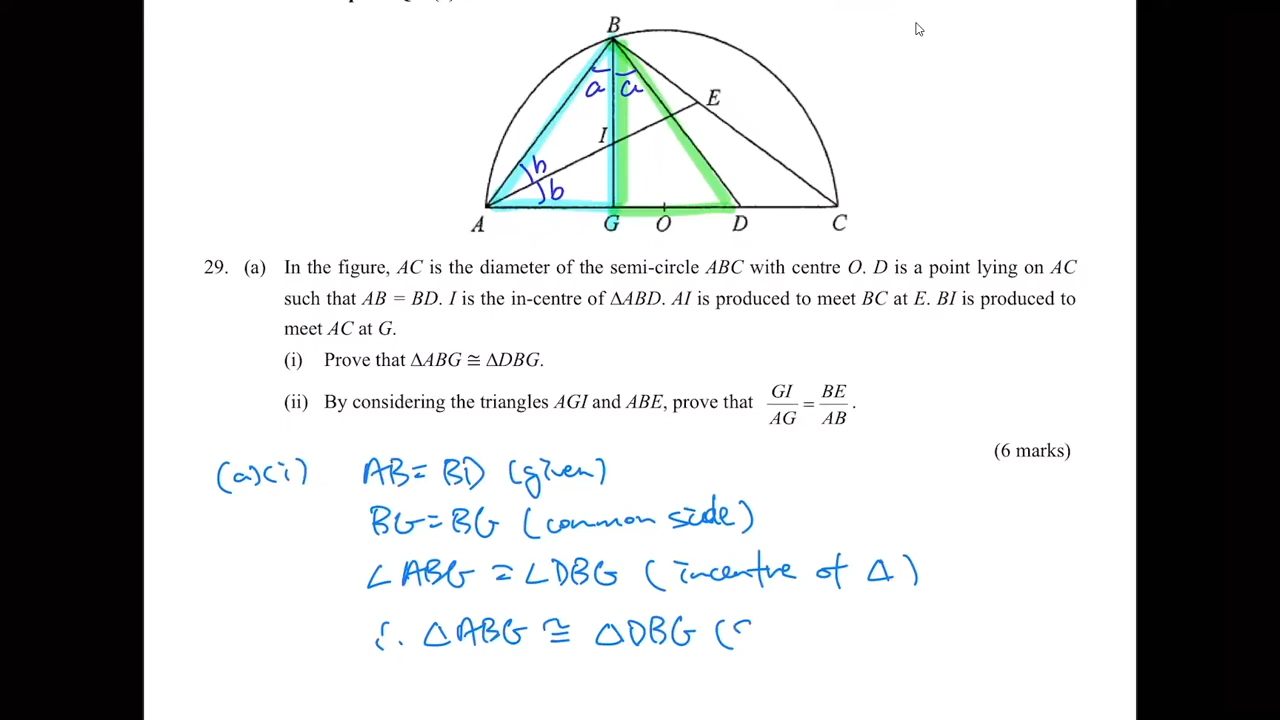 B
a a
E
I
b
b
A G O D C
29. (a) In the figure, AC is the diameter of the semi-circle ABC with centre O. D is a point lying on AC
such that AB = BD. I is the in-centre of ΔABD. AI is produced to meet BC at E. BI is produced to
meet AC at G.
(i) Prove that ΔABG ≅ ΔDBG.
(ii) By considering the triangles AGI and ABE, prove that GI/AG = BE/AB.
(6 marks)
(a)(i) AB = BD (given)
BG = BG (common side)
∠ABG = ∠DBG (incentre of Δ)
∴ ΔABG ≅ ΔDBG (